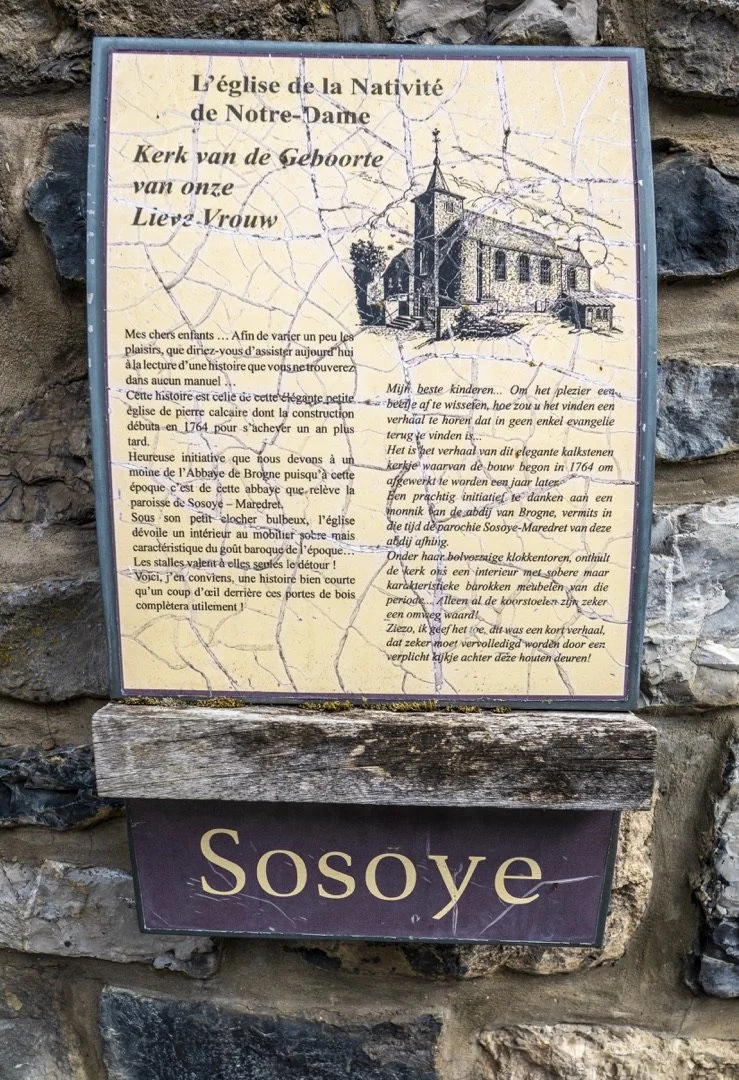 L'église de la Nativité
de Notre-Dame
Kerk van de Geboorte
van onze
Lieve Vrouw
Mes chers enfants ... Afin de varier un peu les
plaisirs, que diriez-vous d'assister aujourd'hui
à la lecture d'une histoire que vous ne trouverez
dans aucun manuel ...
Cette histoire est celle de cette élégante petite
église de pierre calcaire dont la construction
débuta en 1764 pour s'achever un an plus
tard.
Heureuse initiative que nous devons à un
moine de l'Abbaye de Brogne puisqu'à cette
époque c'est de cette abbaye que relève la
paroisse de Sosoye – Maredret.
Sous son petit clocher bulbeux, l'église
dévoile un intérieur au mobilier sobre mais
caractéristique du goût baroque de l'époque...
Les stalles valent à elles seules le détour !
Voici, j'en conviens, une histoire bien courte
qu'un coup d'œil derrière ces portes de bois
complètera utilement !
Mijn beste kinderen... Om het plezier een
beetje af te wisselen, hoe zou u het vinden een
verhaal te horen dat in geen enkel evangelie
terug te vinden is...
Het is het verhaal van dit elegante kalkstenen
kerkje waarvan de bouw begon in 1764 om
afgewerkt te worden een jaar later.
Een prachtig initiatief te danken aan een
monnik van de abdij van Brogne, vermits in
die tijd de parochie Sosoye-Maredret van deze
abdij afhing.
Onder haar bolvormige klokkentoren, onthult
de kerk ons een interieur met sobere maar
karakteristieke barokken meubelen van die
periode... Alleen al de koorstoelen zijn zeker
een omweg waard!
Ziezo, ik geef het toe, dit was een kort verhaal,
dat zeker moet vervolledigd worden door een
verplicht kijkje achter deze houten deuren!
Sosoye